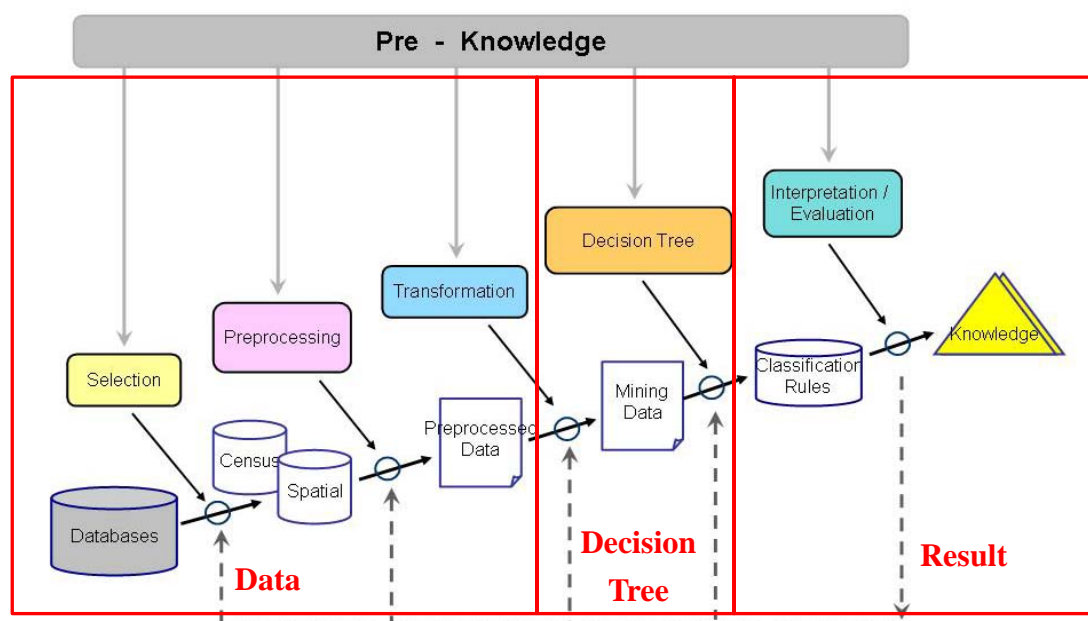 Pre - Knowledge
Interpretation /
Evaluation
Decision Tree
Transformation
Preprocessing
Selection
Knowledge
Classification
Rules
Mining
Data
Preprocessed
Data
Census
Spatial
Databases
Data
Decision
Tree
Result